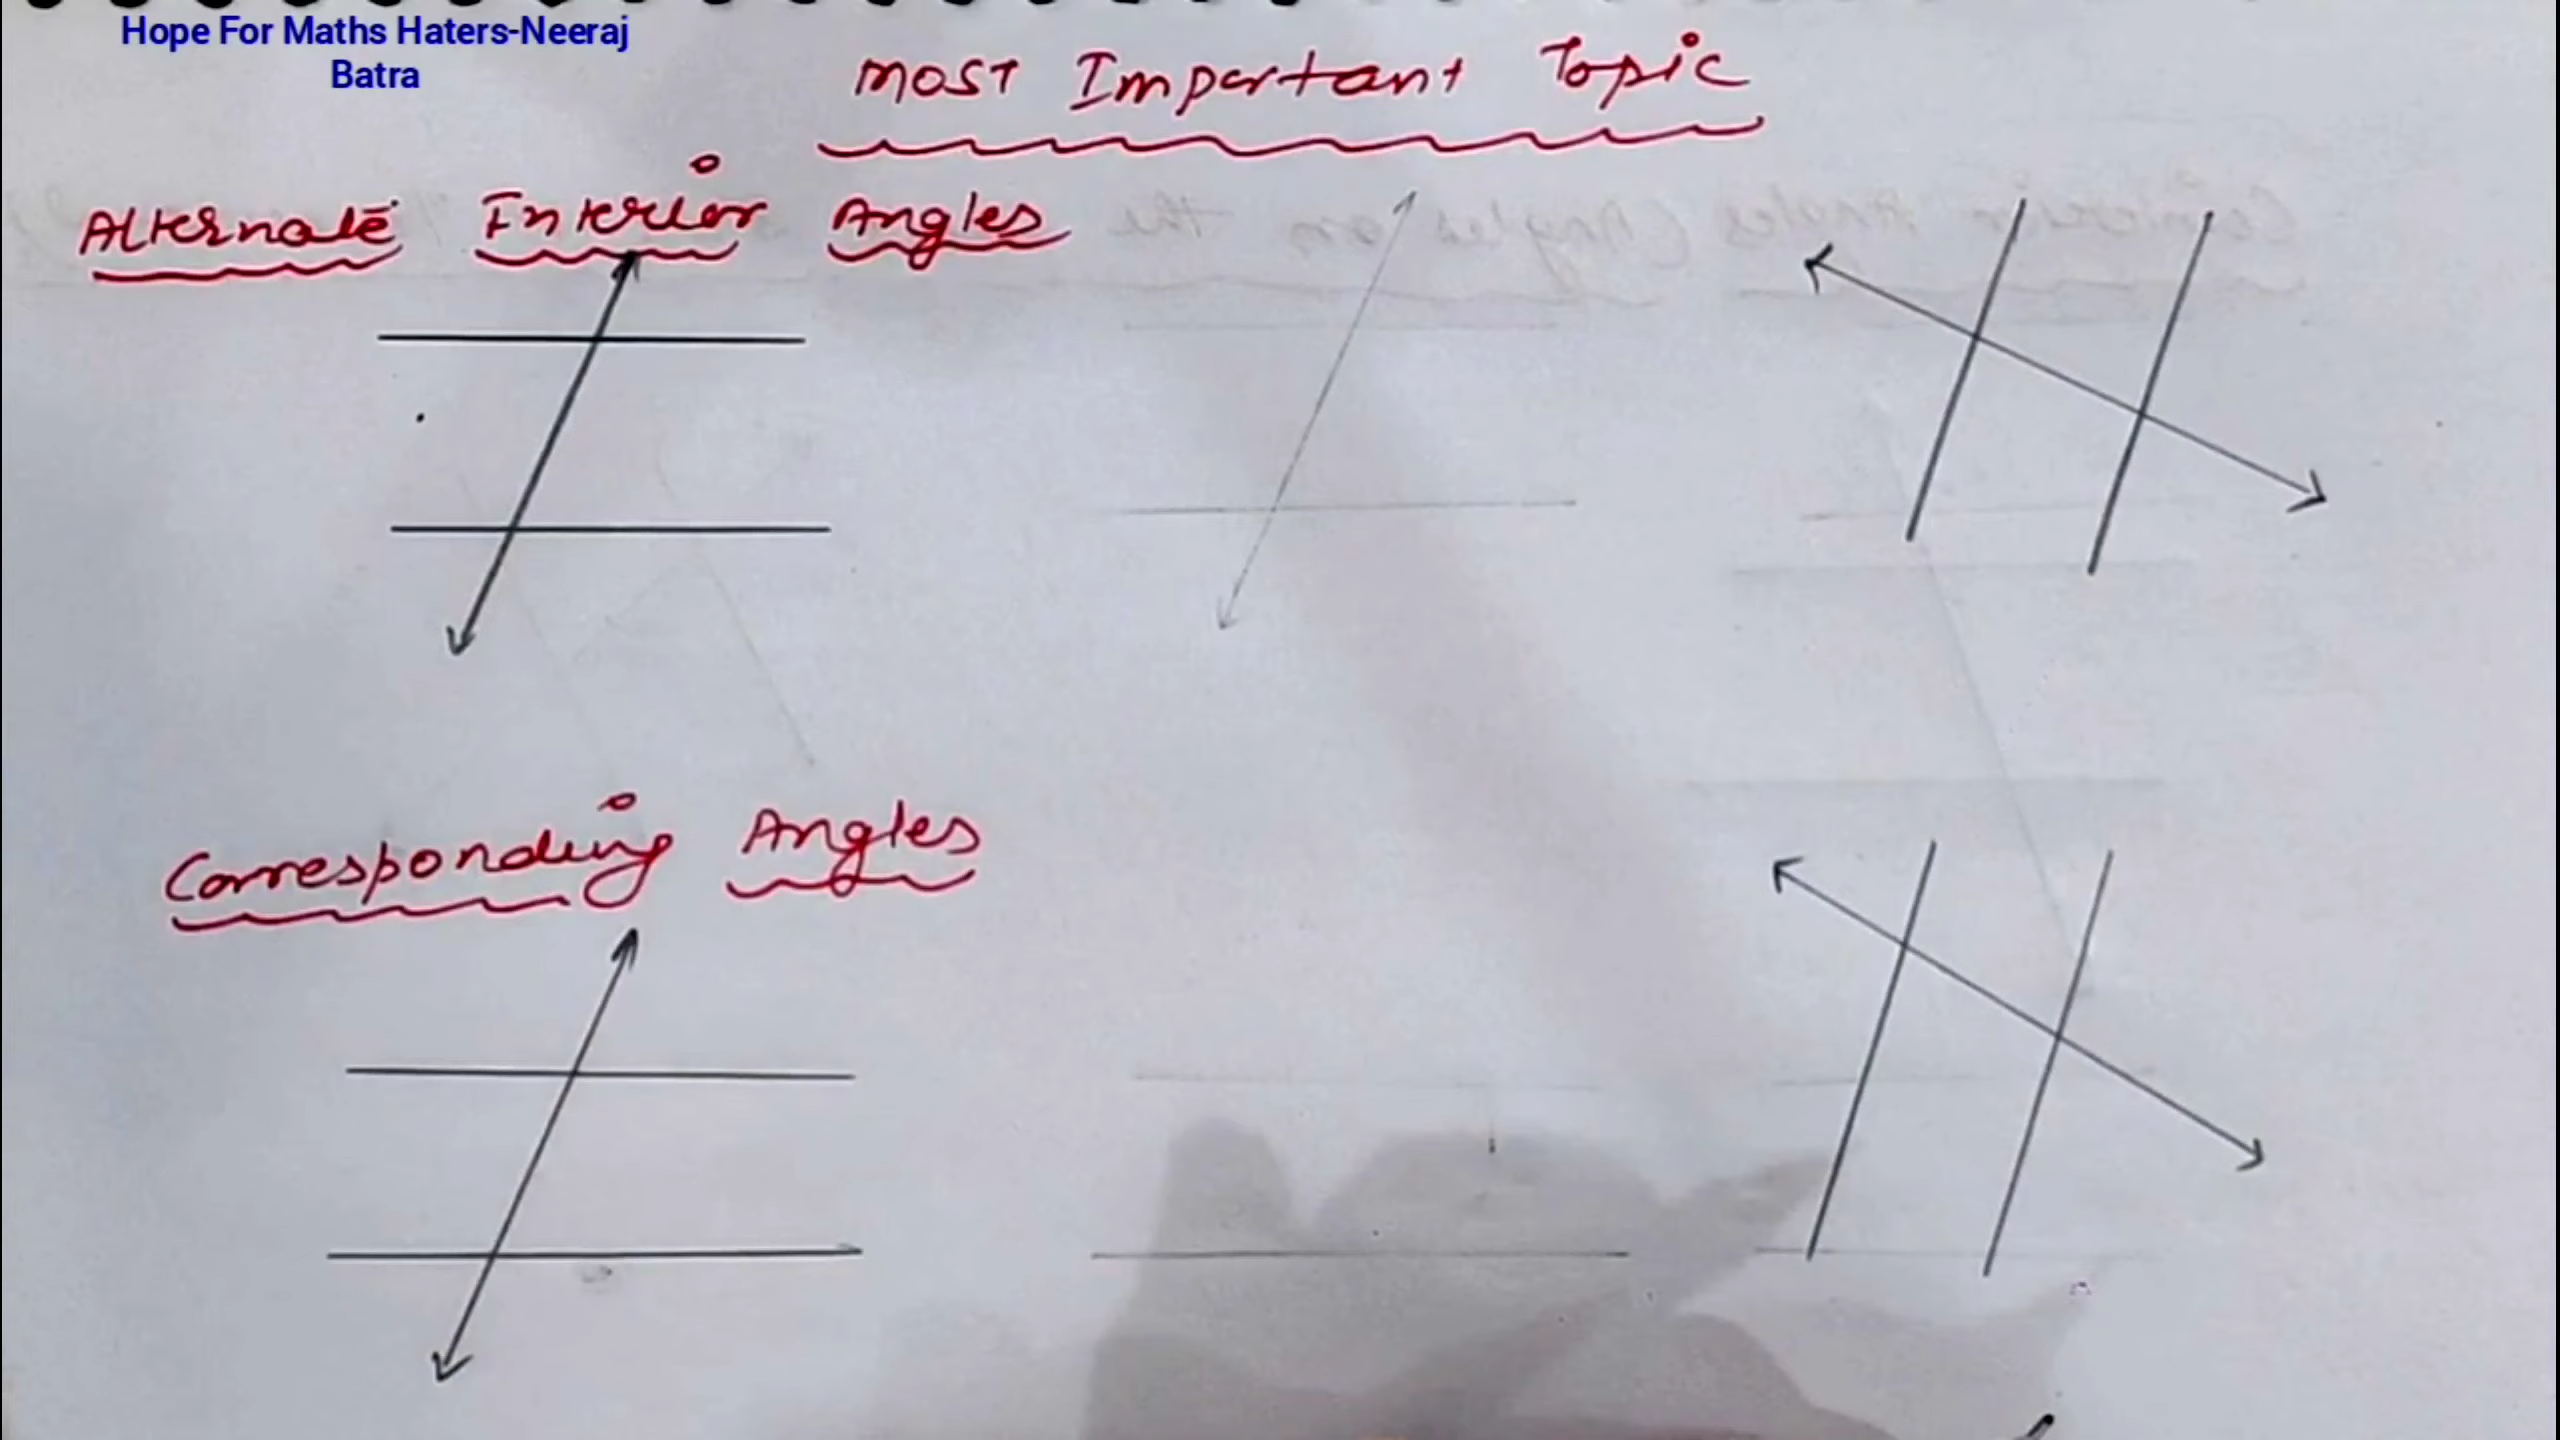 Hope For Maths Haters-Neeraj
Batra
Most Important Topic
Alternate Interior Angles
Corresponding Angles